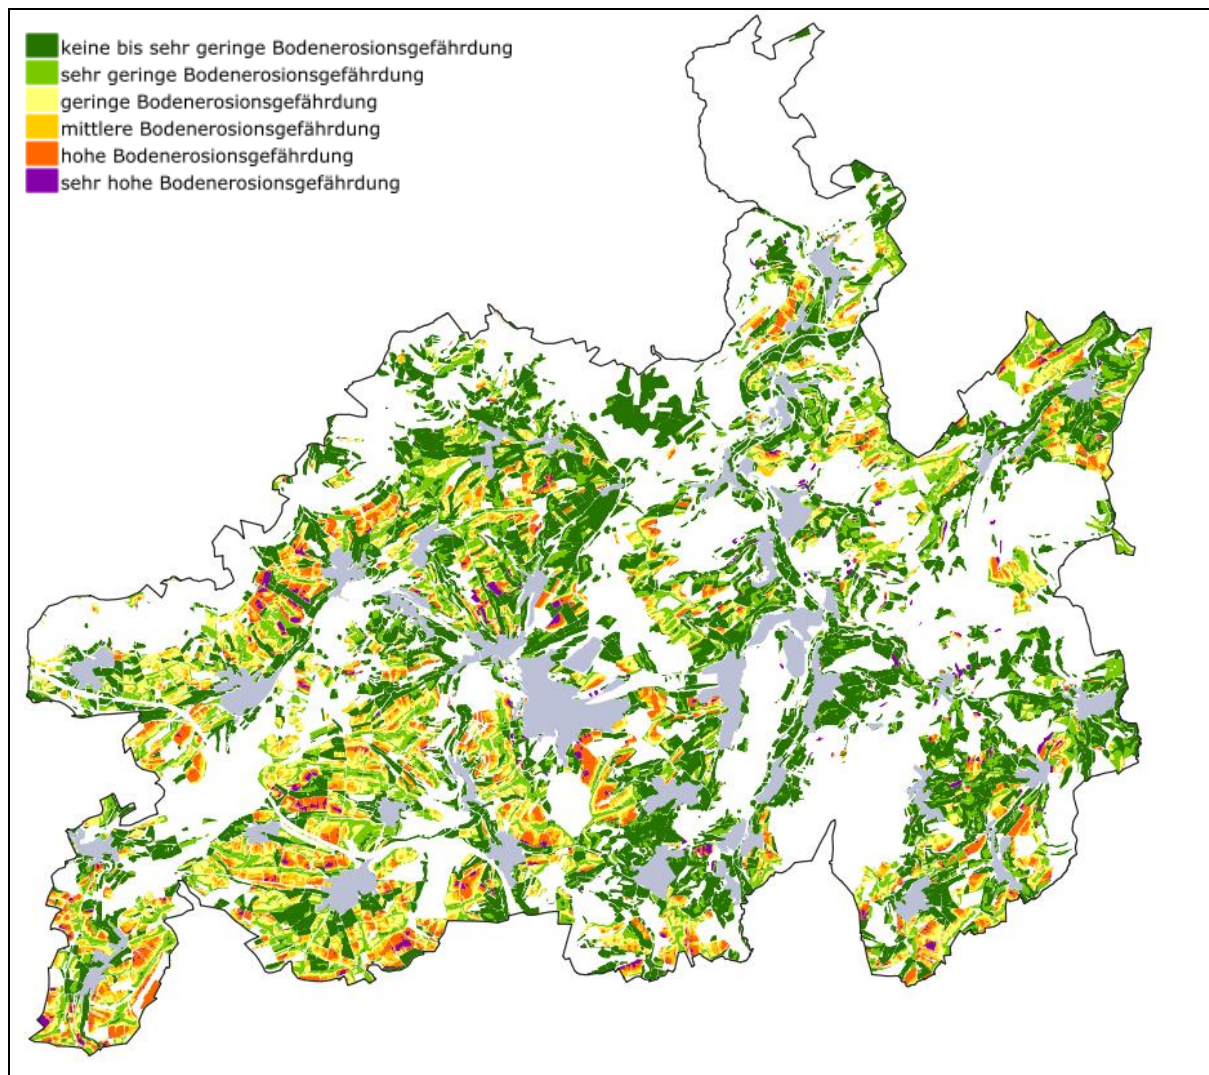 keine bis sehr geringe Bodenerosionsgefährdung
sehr geringe Bodenerosionsgefährdung
geringe Bodenerosionsgefährdung
mittlere Bodenerosionsgefährdung
hohe Bodenerosionsgefährdung
sehr hohe Bodenerosionsgefährdung